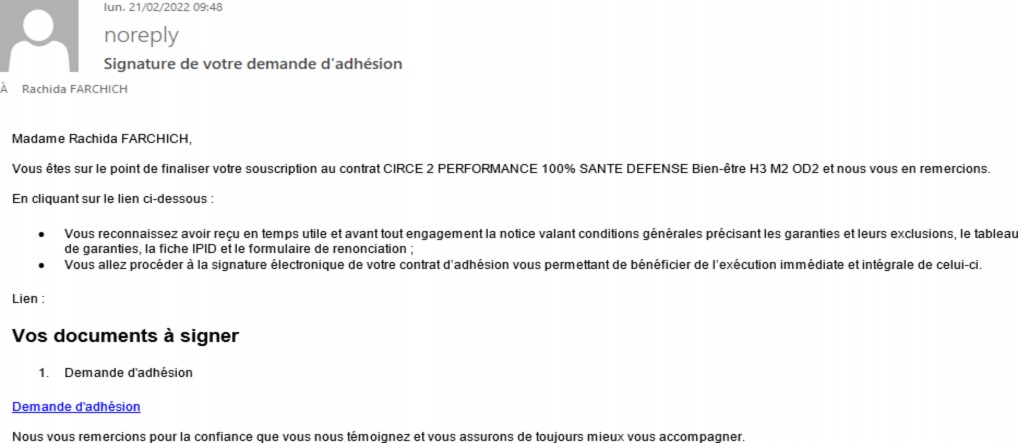 lun. 21/02/2022 09:48
noreply
Signature de votre demande d'adhésion
À Rachida FARCHICH
Madame Rachida FARCHICH,
Vous êtes sur le point de finaliser votre souscription au contrat CIRCE 2 PERFORMANCE 100% SANTE DEFENSE Bien-être H3 M2 OD2 et nous vous en remercions.
En cliquant sur le lien ci-dessous :
● Vous reconnaissez avoir reçu en temps utile et avant tout engagement la notice valant conditions générales précisant les garanties et leurs exclusions, le tableau
de garanties, la fiche IPID et le formulaire de renonciation ;
● Vous allez procéder à la signature électronique de votre contrat d'adhésion vous permettant de bénéficier de l'exécution immédiate et intégrale de celui-ci.
Lien :
Vos documents à signer
1. Demande d'adhésion
Demande d'adhésion
Nous vous remercions pour la confiance que vous nous témoignez et vous assurons de toujours mieux vous accompagner.